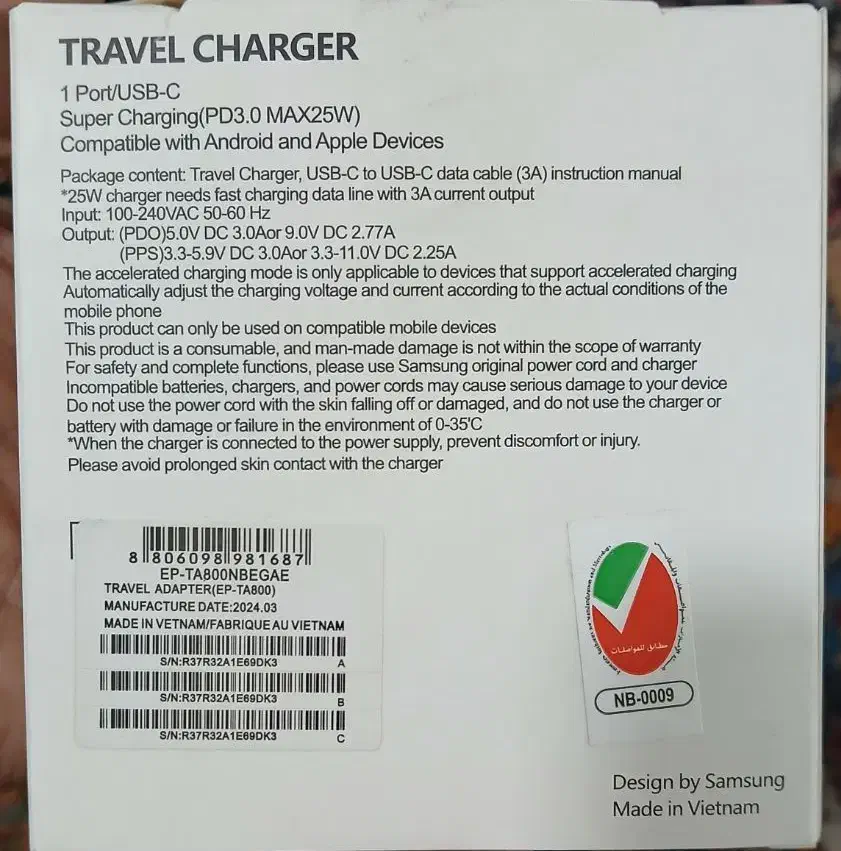 TRAVEL CHARGER
1 Port/USB-C
Super Charging(PD3.0 MAX25W)
Compatible with Android and Apple Devices
Package content: Travel Charger, USB-C to USB-C data cable (3A) instruction manual
*25W charger needs fast charging data line with 3A current output
Input: 100-240VAC 50-60 Hz
Output: (PDO)5.0V DC 3.0Aor 9.0V DC 2.77A
(PPS)3.3-5.9V DC 3.0Aor 3.3-11.0V DC 2.25A
The accelerated charging mode is only applicable to devices that support accelerated charging
Automatically adjust the charging voltage and current according to the actual conditions of the
mobile phone
This product can only be used on compatible mobile devices
This product is a consumable, and man-made damage is not within the scope of warranty
For safety and complete functions, please use Samsung original power cord and charger
Incompatible batteries, chargers, and power cords may cause serious damage to your device
Do not use the power cord with the skin falling off or damaged, and do not use the charger or
battery with damage or failure in the environment of 0-35'C
*When the charger is connected to the power supply, prevent discomfort or injury.
Please avoid prolonged skin contact with the charger
8 806098 981687
EP-TA800NBEGAE
TRAVEL ADAPTER(EP-TA800)
MANUFACTURE DATE:2024.03
MADE IN VETNAM/FABRIQUE AU VIETNAM
S/N:R37R32A1E69DK3 A
S/N:R37R32A1E69DK3 B
S/N:R37R32A1E69DK3 C
مطابق للمواصفات
NB-0009
Design by Samsung
Made in Vietnam